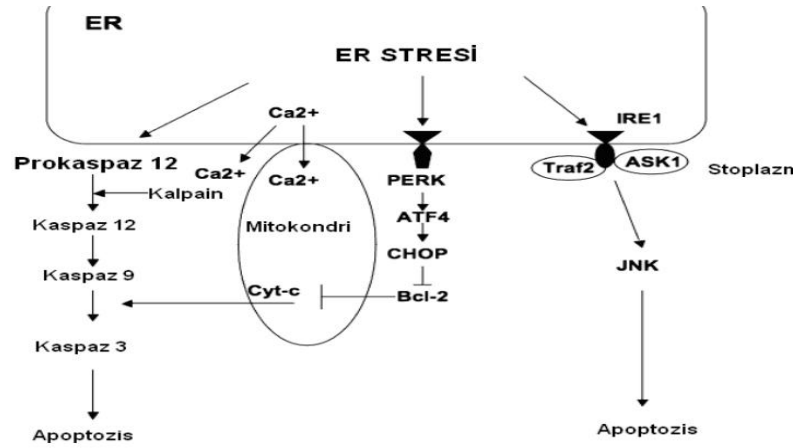 ER
ER STRESİ
Ca2+
IRE1
Prokaspaz 12
Ca2+
Ca2+
PERK
Traf2
ASK1
Stoplazn
Kalpain
ATF4
Kaspaz 12
Mitokondri
CHOP
JNK
Kaspaz 9
Cyt-c
Bcl-2
Kaspaz 3
Apoptozis
Apoptozis